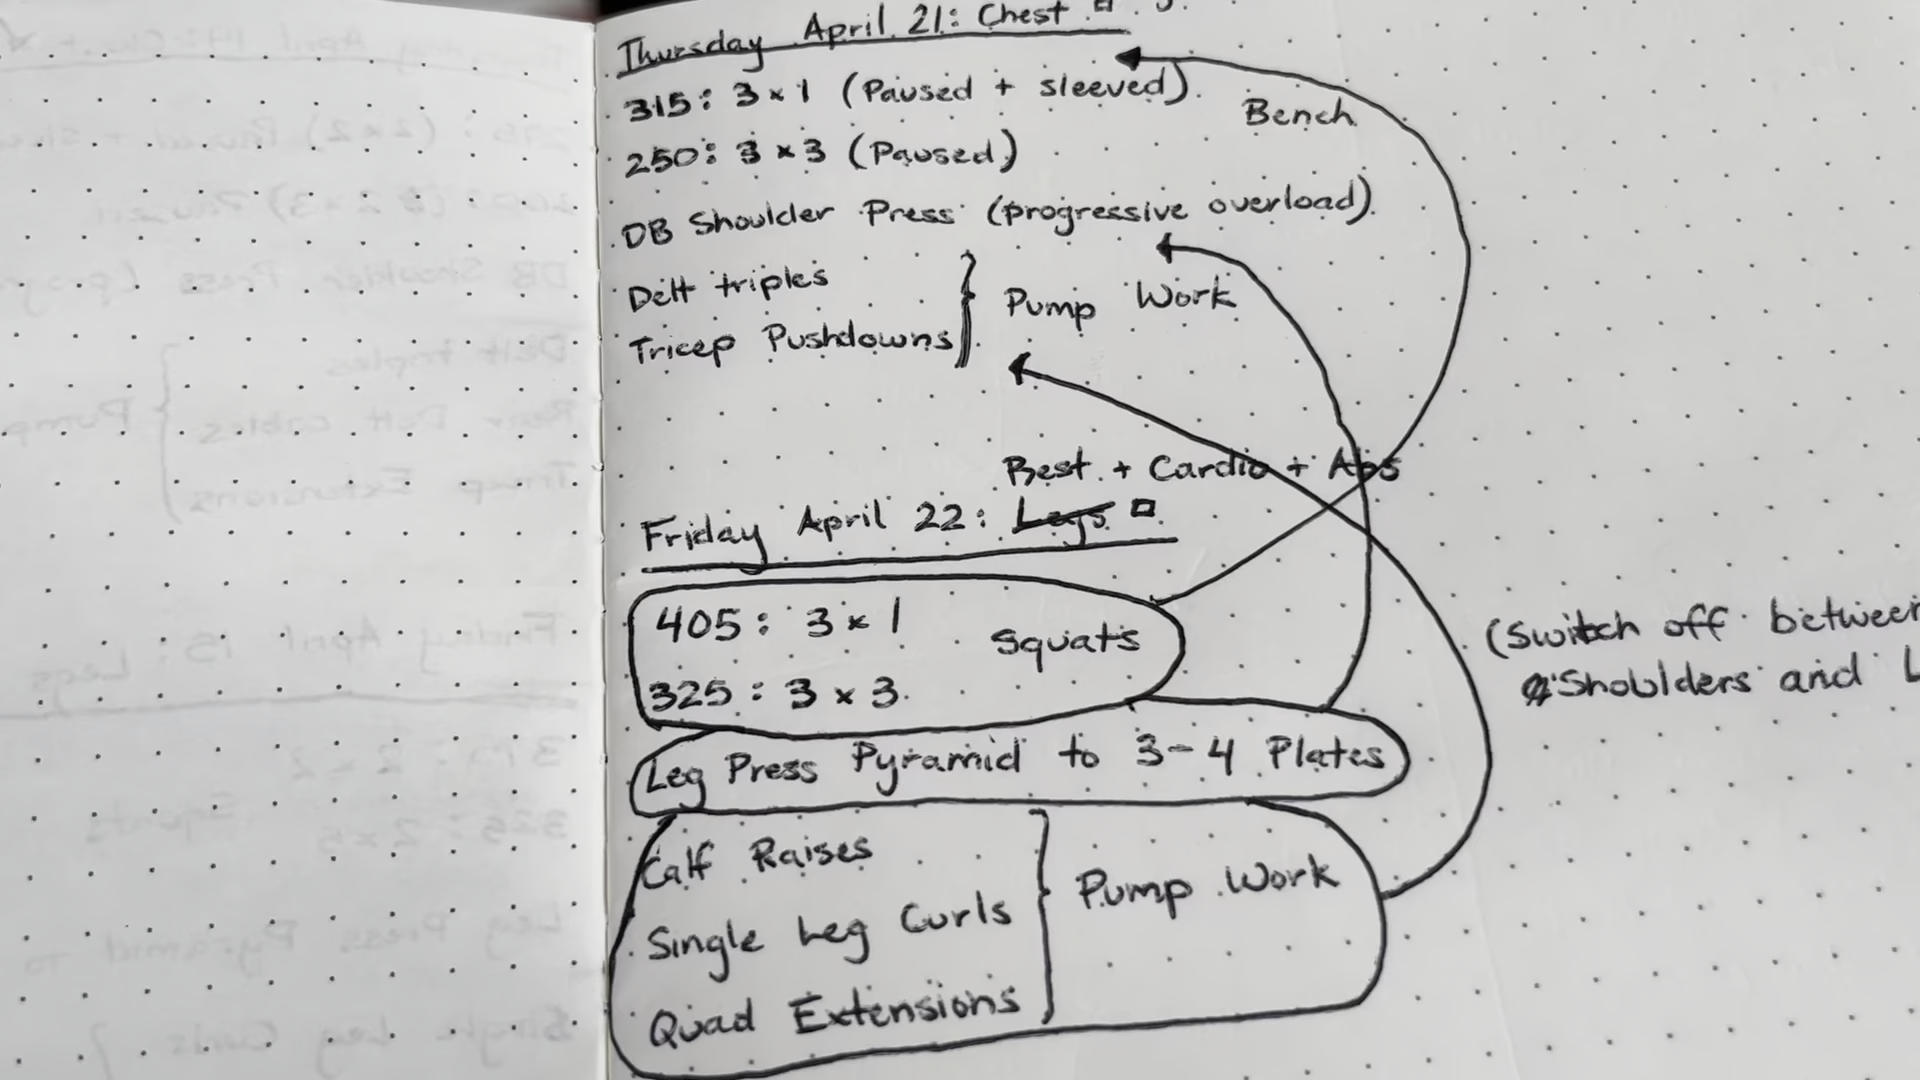 Thursday April 21: Chest
315: 3x1 (Paused + sleeved)
Bench
250: 3x3 (Paused)
DB Shoulder Press (progressive overload)
Delt triples
Tricep Pushdowns
Pump Work
Rest + Cardio + Abs
Friday April 22: Legs
405: 3x1
325: 3x3
Squats
(Switch off between
Shoulders and L
Leg Press Pyramid to 3-4 Plates
Calf Raises
Single Leg Curls
Quad Extensions
Pump Work